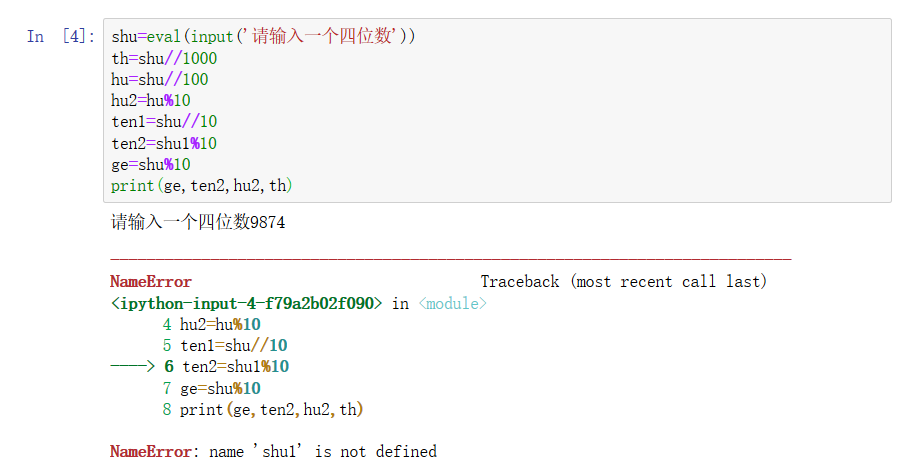 In [4]: shu=eval(input('请输入一个四位数'))
th=shu//1000
hu=shu//100
hu2=hu%10
ten1=shu//10
ten2=shu1%10
ge=shu%10
print(ge,ten2,hu2,th)
请输入一个四位数9874
---------------------------------------------------------------------------
NameError Traceback (most recent call last)
<ipython-input-4-f79a2b02f090> in <module>
4 hu2=hu%10
5 ten1=shu//10
----> 6 ten2=shu1%10
7 ge=shu%10
8 print(ge,ten2,hu2,th)
NameError: name 'shu1' is not defined